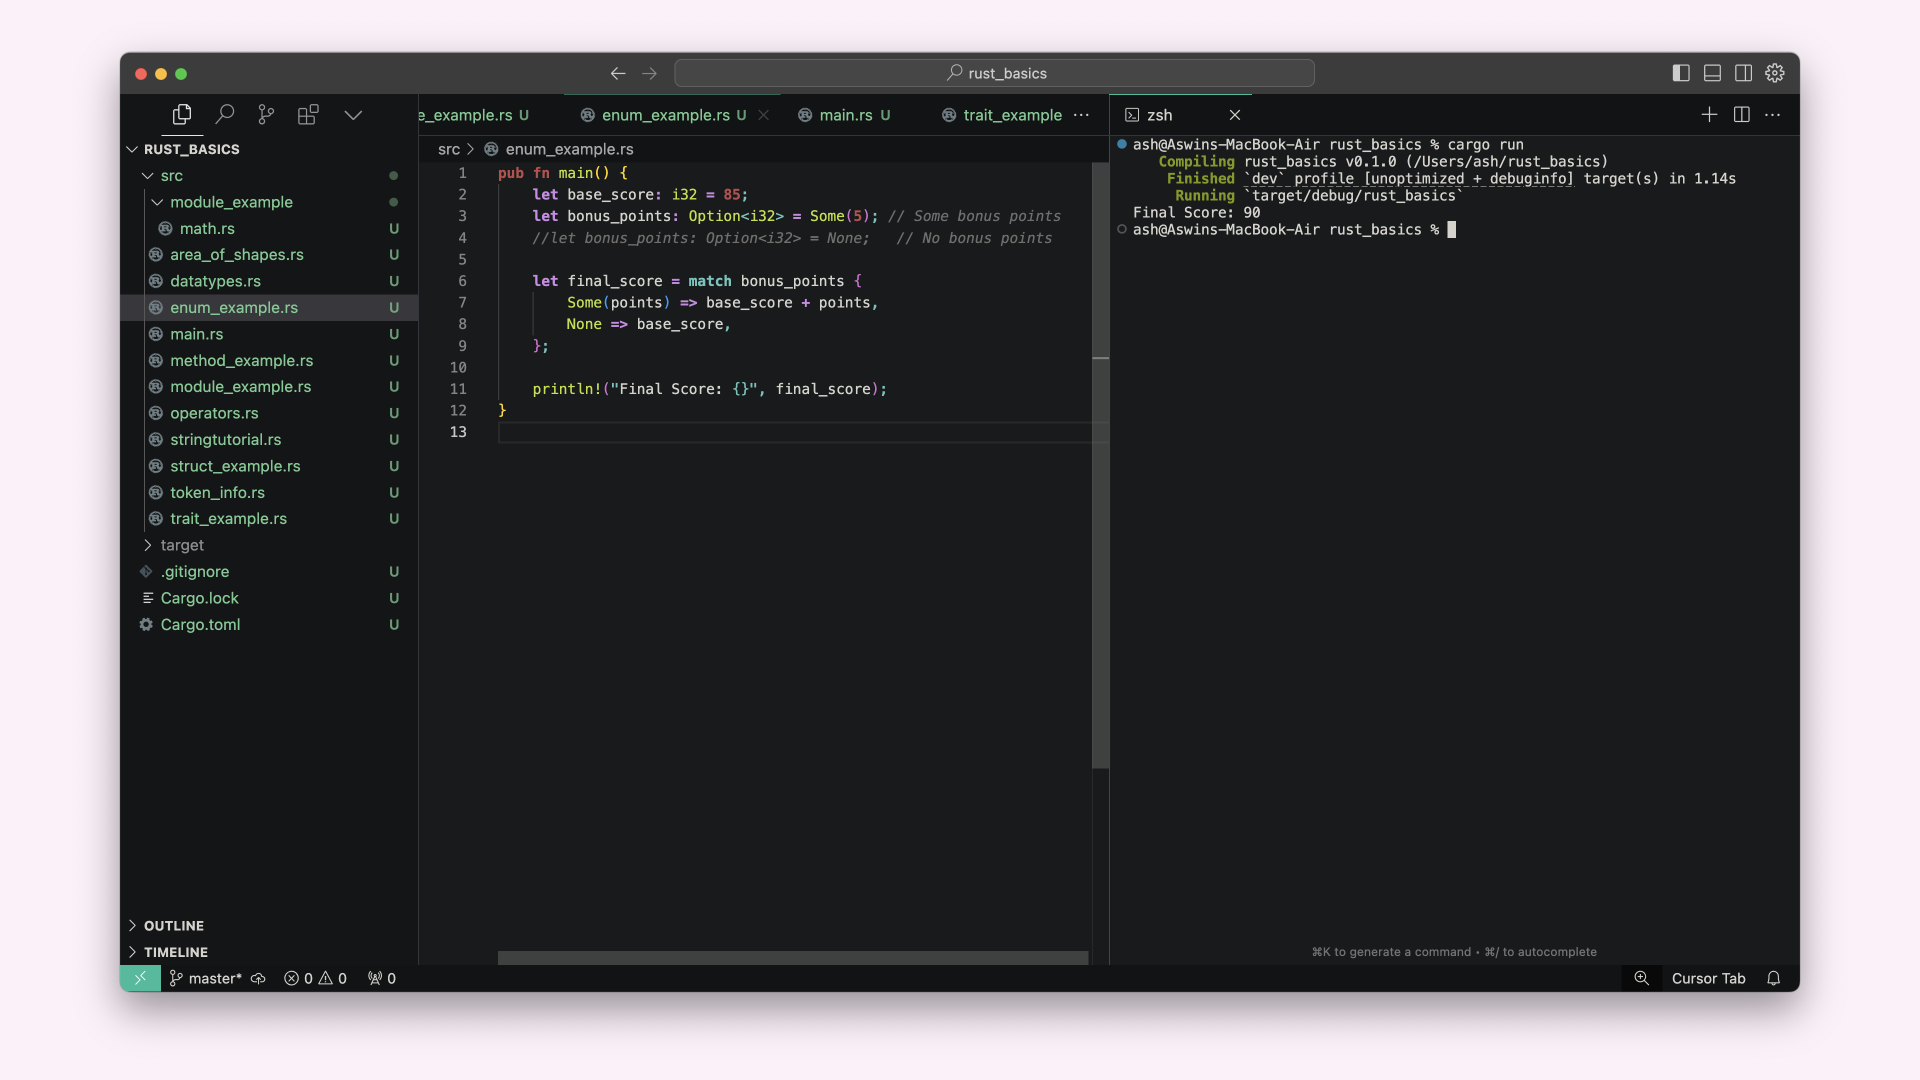 rust_basics
RUST_BASICS
src
module_example
math.rs U
area_of_shapes.rs U
datatypes.rs U
enum_example.rs U
main.rs U
method_example.rs U
module_example.rs U
operators.rs U
stringtutorial.rs U
struct_example.rs U
token_info.rs U
trait_example.rs U
target
.gitignore U
Cargo.lock U
Cargo.toml U
OUTLINE
TIMELINE
e_example.rs U enum_example.rs U main.rs U trait_example ...
src > enum_example.rs
1 pub fn main() {
2 let base_score: i32 = 85;
3 let bonus_points: Option<i32> = Some(5); // Some bonus points
4 //let bonus_points: Option<i32> = None;   // No bonus points
5
6 let final_score = match bonus_points {
7 Some(points) => base_score + points,
8 None => base_score,
9 };
10
11 println!("Final Score: {}", final_score);
12 }
13
zsh
ash@Aswins-MacBook-Air rust_basics % cargo run
Compiling rust_basics v0.1.0 (/Users/ash/rust_basics)
Finished `dev` profile [unoptimized + debuginfo] target(s) in 1.14s
Running `target/debug/rust_basics`
Final Score: 90
ash@Aswins-MacBook-Air rust_basics %
⌘K to generate a command • ⌘/ to autocomplete
master* 0 0 0
Cursor Tab